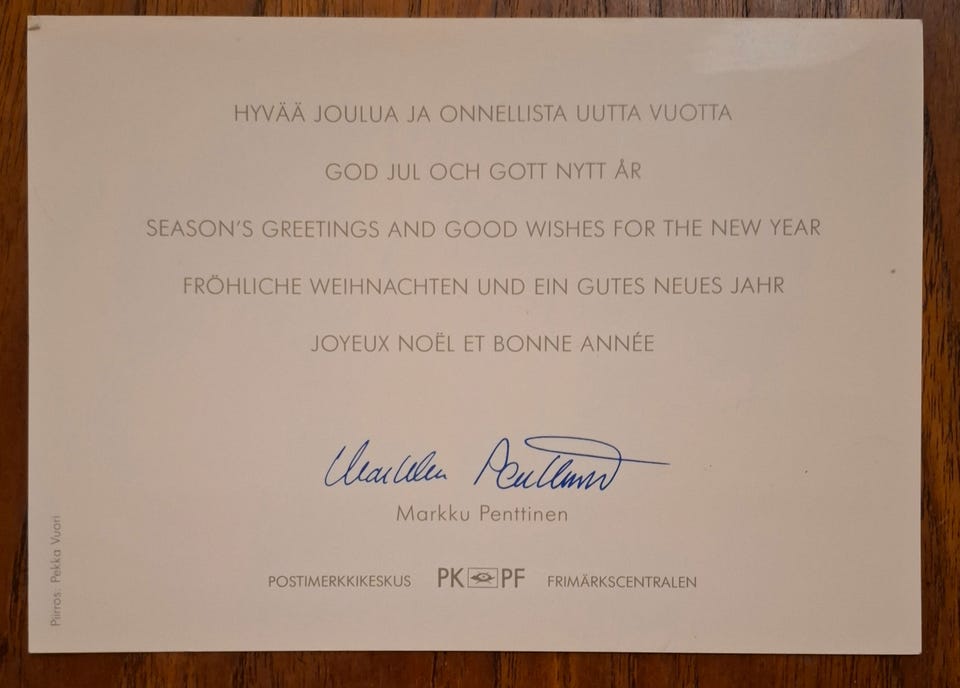 HYVÄÄ JOULUA JA ONNELLISTA UUTTA VUOTTA
GOD JUL OCH GOTT NYTT ÅR
SEASON'S GREETINGS AND GOOD WISHES FOR THE NEW YEAR
FRÖHLICHE WEIHNACHTEN UND EIN GUTES NEUES JAHR
JOYEUX NOËL ET BONNE ANNÉE
Markku Penttinen
Markku Penttinen
POSTIMERKKIKESKUS PK PF FRIMÄRKSCENTRALEN
Piirros: Pekka Vuori